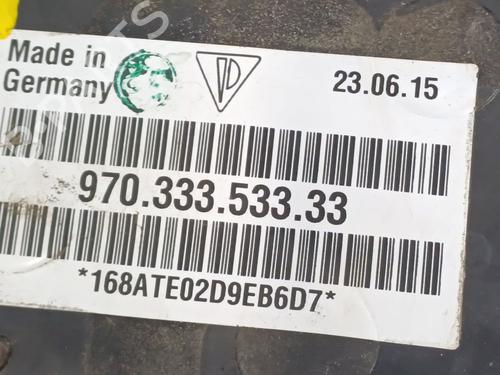 Made in
Germany
23.06.15
970.333.533.33
*168ATE02D9EB6D7*